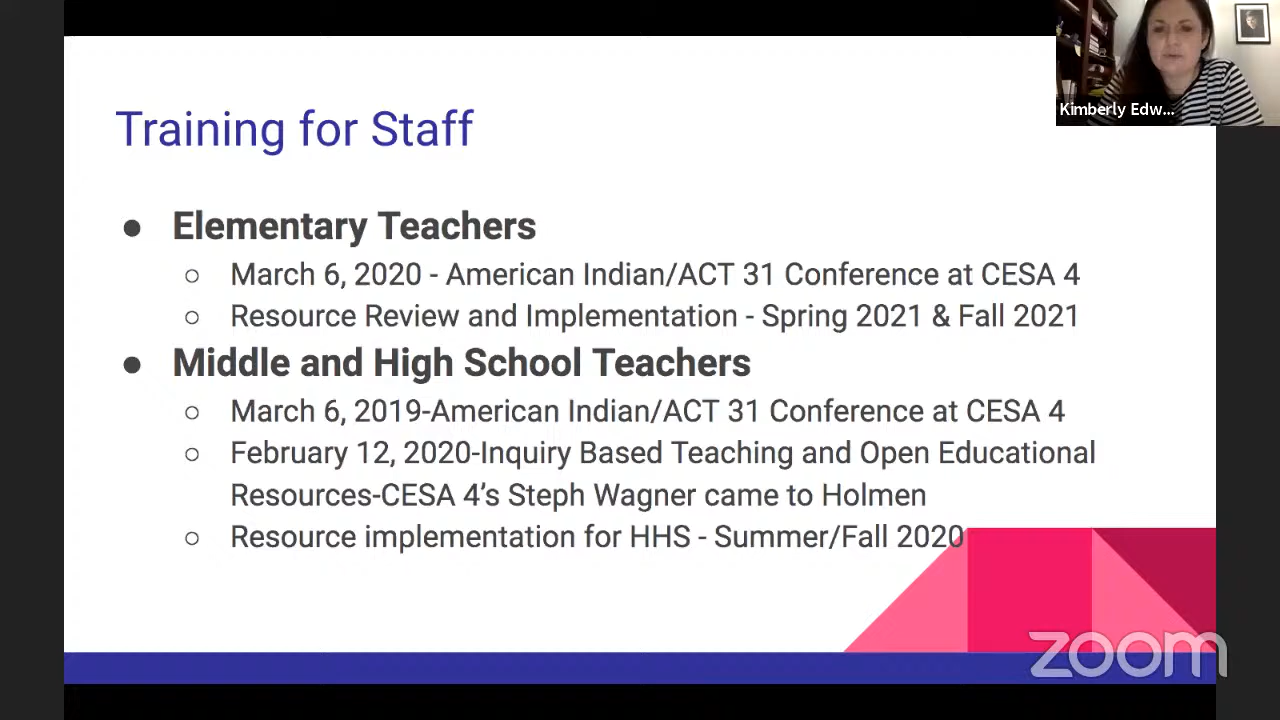 Kimberly Edw...
Training for Staff
● Elementary Teachers
○ March 6, 2020 - American Indian/ACT 31 Conference at CESA 4
○ Resource Review and Implementation - Spring 2021 & Fall 2021
● Middle and High School Teachers
○ March 6, 2019-American Indian/ACT 31 Conference at CESA 4
○ February 12, 2020-Inquiry Based Teaching and Open Educational
Resources-CESA 4’s Steph Wagner came to Holmen
○ Resource implementation for HHS - Summer/Fall 2020
zoom